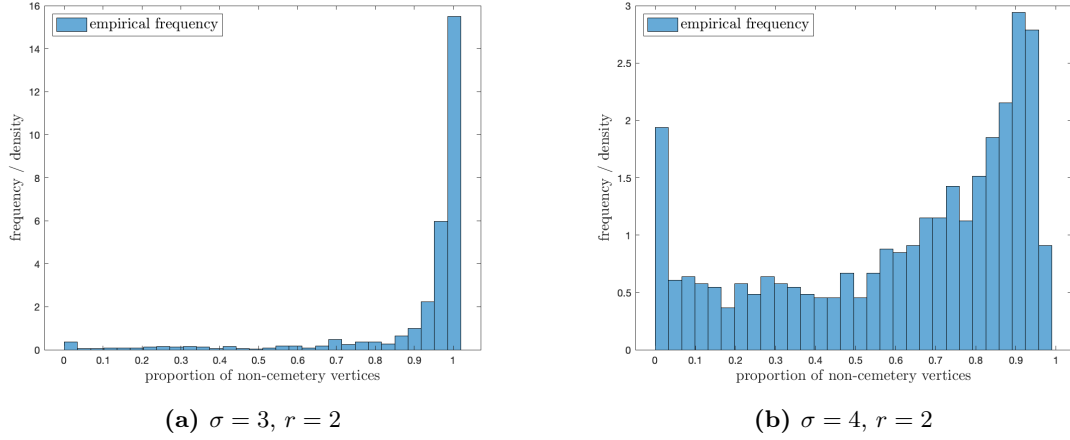 empirical frequency
frequency / density
16
14
12
10
8
6
4
2
0
0 0.1 0.2 0.3 0.4 0.5 0.6 0.7 0.8 0.9 1
proportion of non-cemetery vertices
(a) σ = 3, r = 2
empirical frequency
frequency / density
3
2.5
2
1.5
1
0.5
0
0 0.1 0.2 0.3 0.4 0.5 0.6 0.7 0.8 0.9 1
proportion of non-cemetery vertices
(b) σ = 4, r = 2